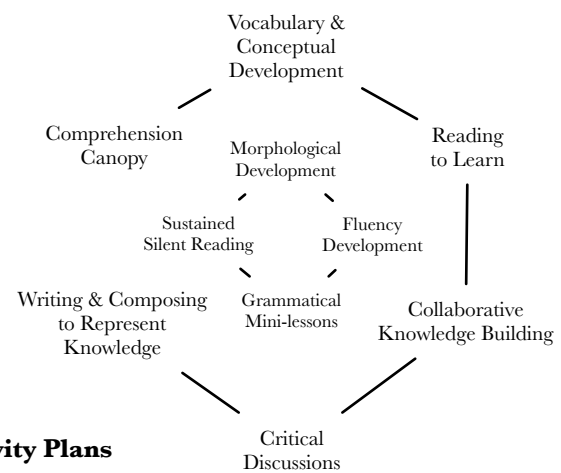 Vocabulary &
Conceptual
Development
Comprehension
Canopy
Reading
to Learn
Morphological
Development
Sustained
Silent Reading
Fluency
Development
Writing & Composing
to Represent
Knowledge
Grammatical
Mini-lessons
Collaborative
Knowledge Building
Critical
Discussions
Plans